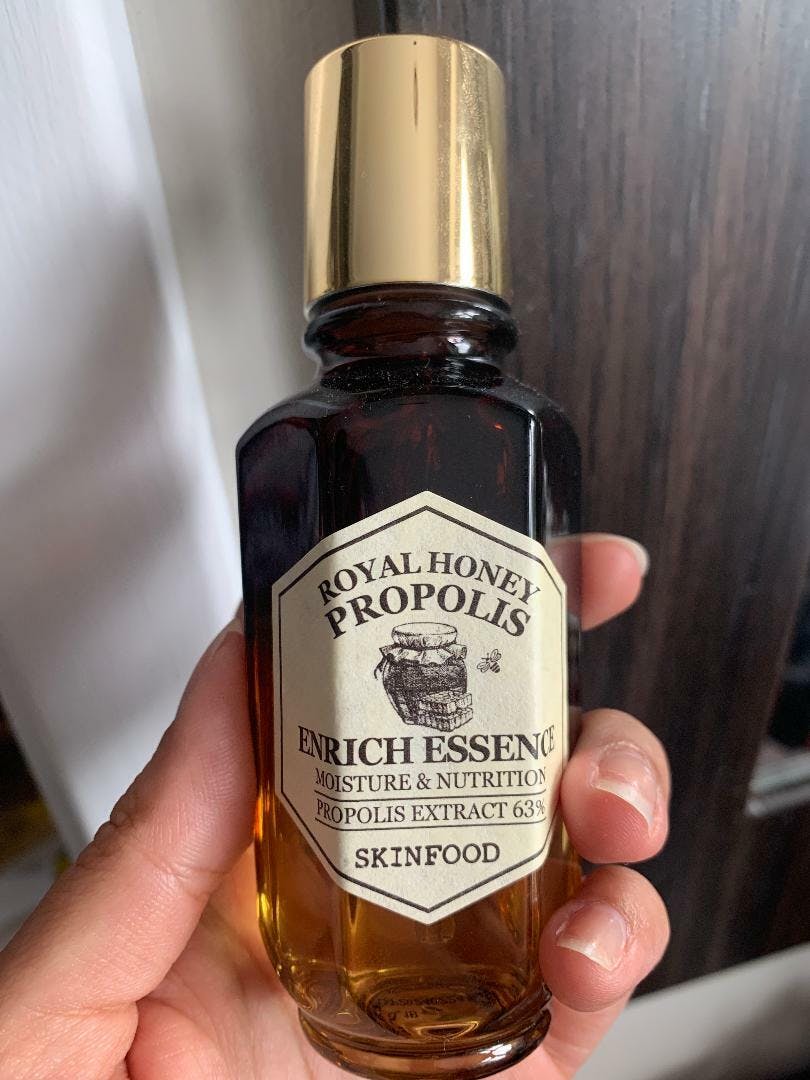 ROYAL HONEY
PROPOLIS
ENRICH ESSENCE
MOISTURE & NUTRITION
PROPOLIS EXTRACT 63%
SKINFOOD